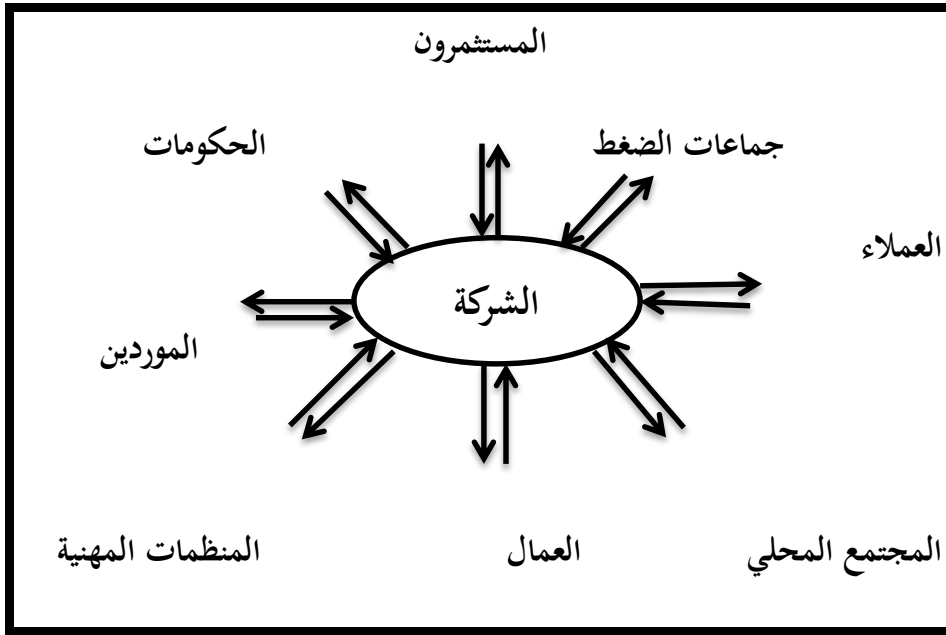 المستثمرون
جماعات الضغط
الحكومات
العملاء
الشركة
الموردين
المجتمع المحلي
العمال
المنظمات المهنية